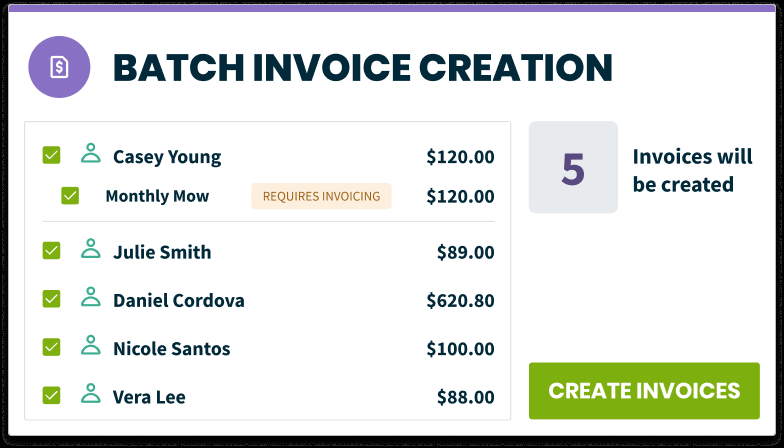 BATCH INVOICE CREATION
Casey Young $120.00
Monthly Mow REQUIRES INVOICING $120.00
Julie Smith $89.00
Daniel Cordova $620.80
Nicole Santos $100.00
Vera Lee $88.00
5
Invoices will
be created
CREATE INVOICES